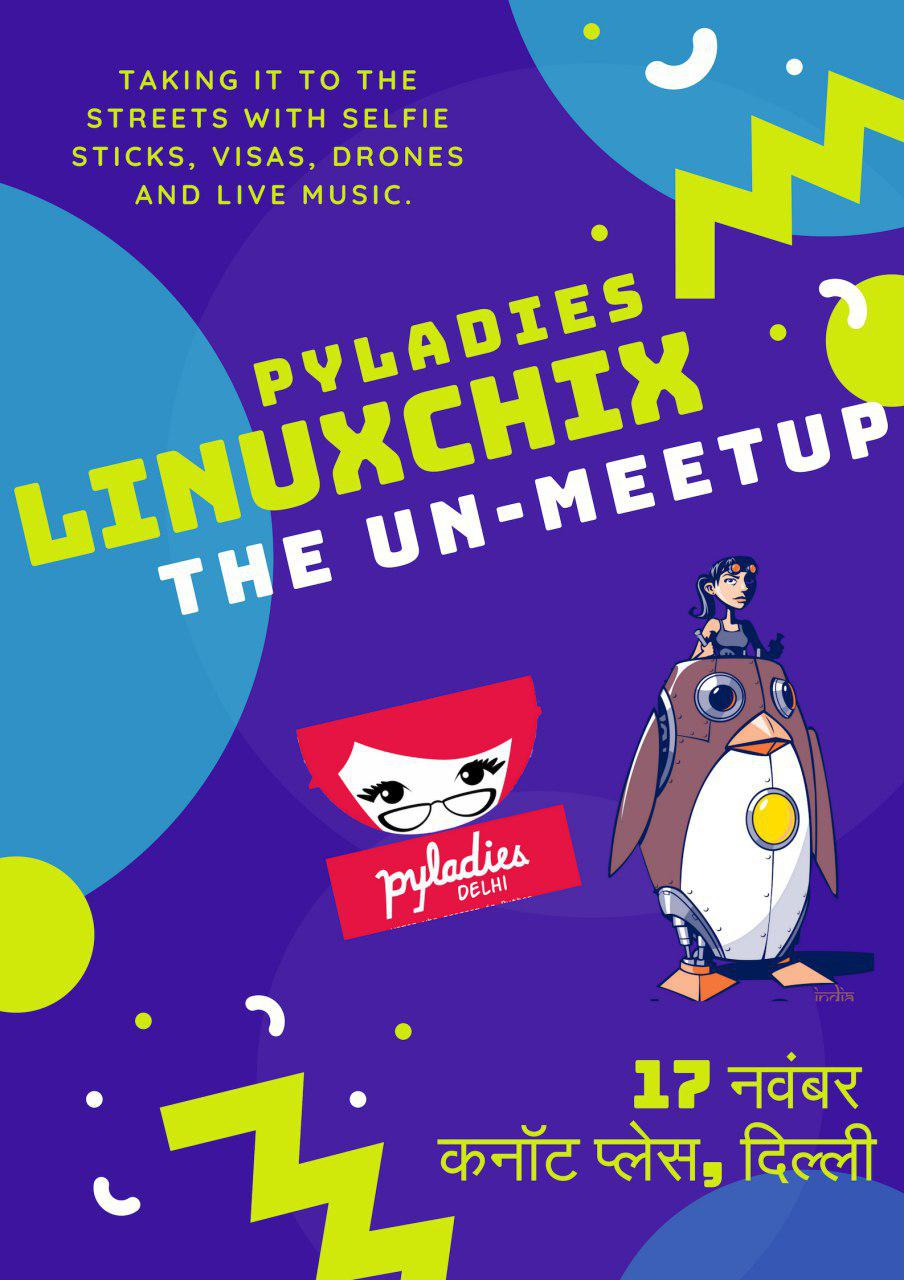 TAKING IT TO THE
STREETS WITH SELFIE
STICKS, VISAS, DRONES
AND LIVE MUSIC.
PYLADIES
LINUXCHIX
THE UN-MEETUP
pyladies
DELHI
india
17 नवंबर
कनॉट प्लेस, दिल्ली